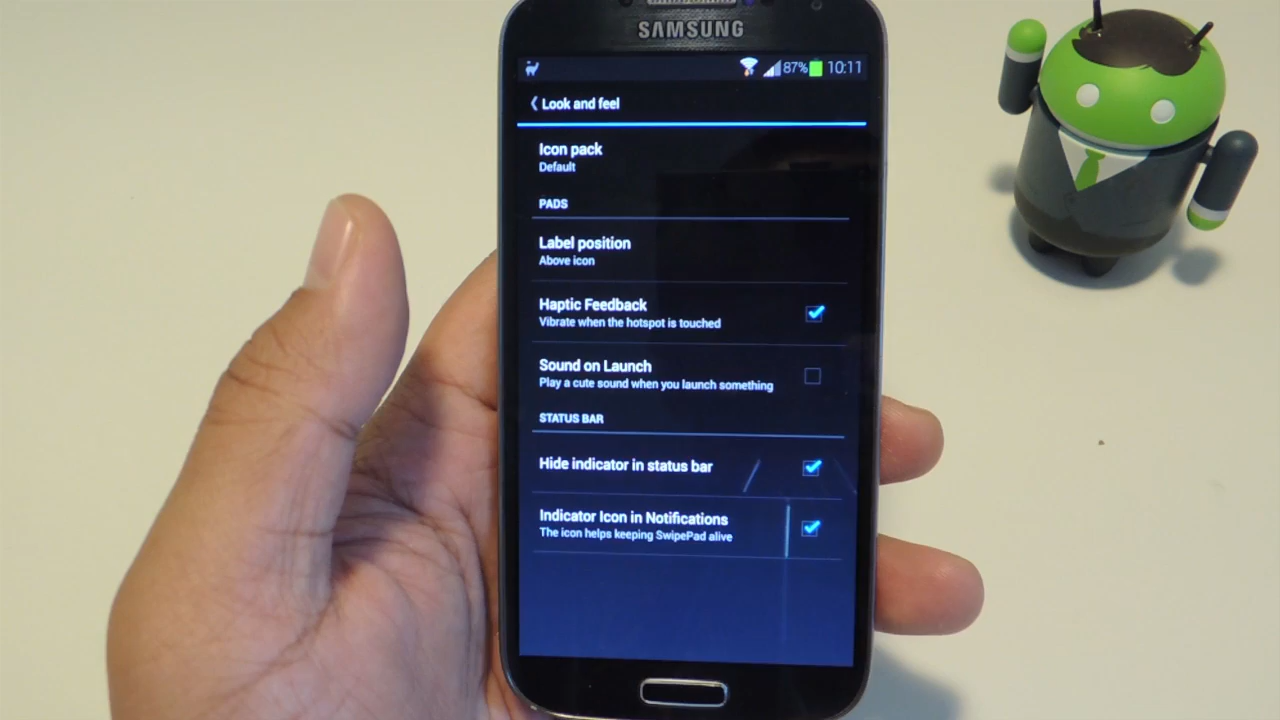 SAMSUNG
87% 10:11
Look and feel
Icon pack
Default
PADS
Label position
Above icon
Haptic Feedback
Vibrate when the hotspot is touched
Sound on Launch
Play a cute sound when you launch something
STATUS BAR
Hide indicator in status bar
Indicator Icon in Notifications
The icon helps keeping SwipePad alive